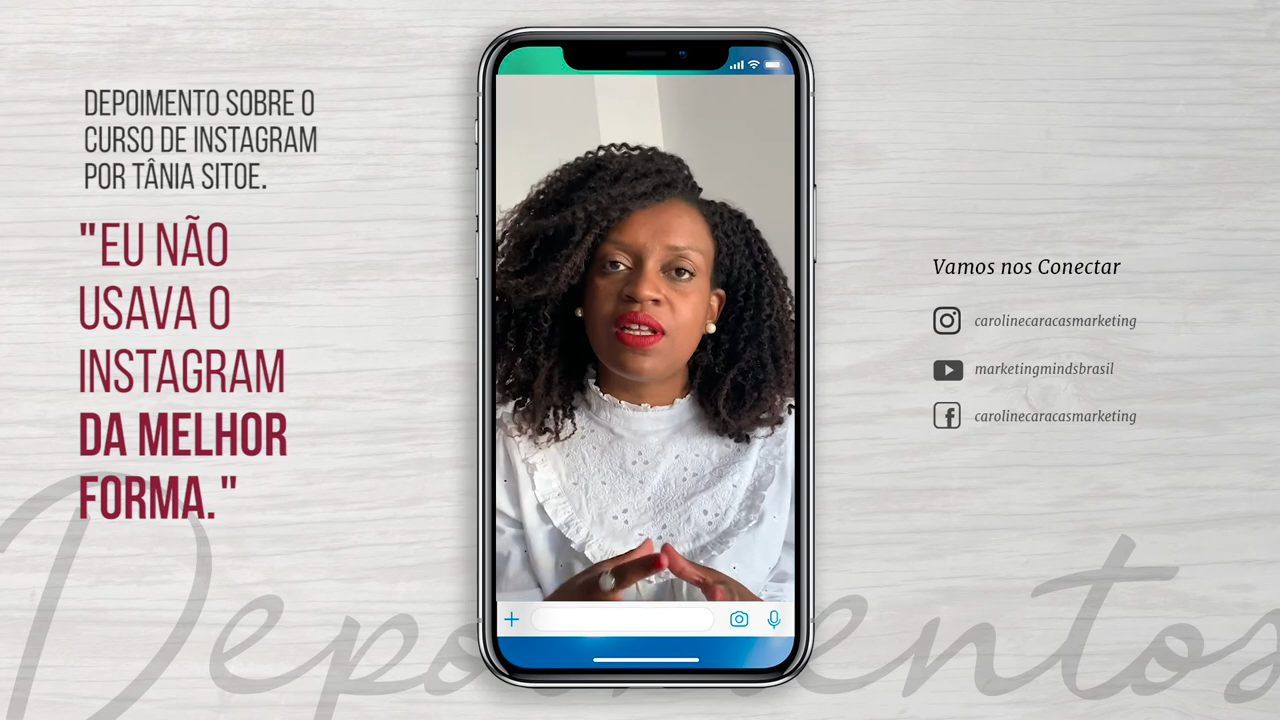 DEPOIMENTO SOBRE O
CURSO DE INSTAGRAM
POR TÂNIA SITOE.
"EU NÃO
USAVA O
INSTAGRAM
DA MELHOR
FORMA."
Vamos nos Conectar
carolinecaracasmarketing
marketingmindsbrasil
carolinecaracasmarketing
Depoimentos